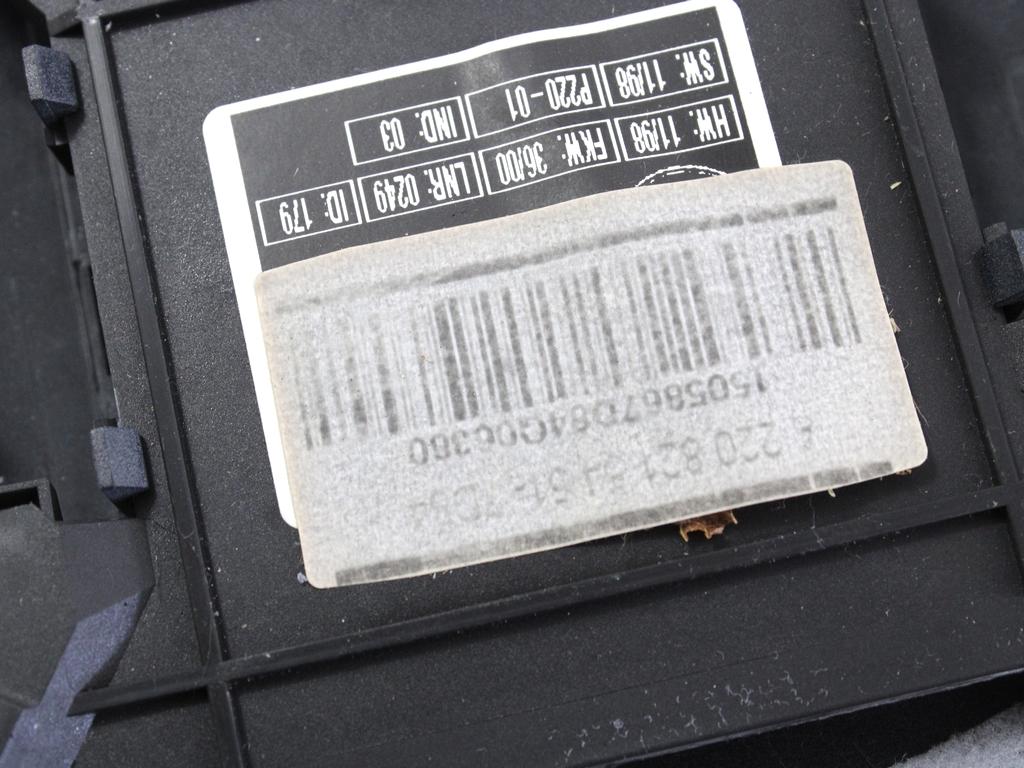 220 821
1505867D84G06360
HW: 11/98 FKW: 36/00 LNR: 0249 ID: 179
SW: 11/98 P220-01 IND: 03